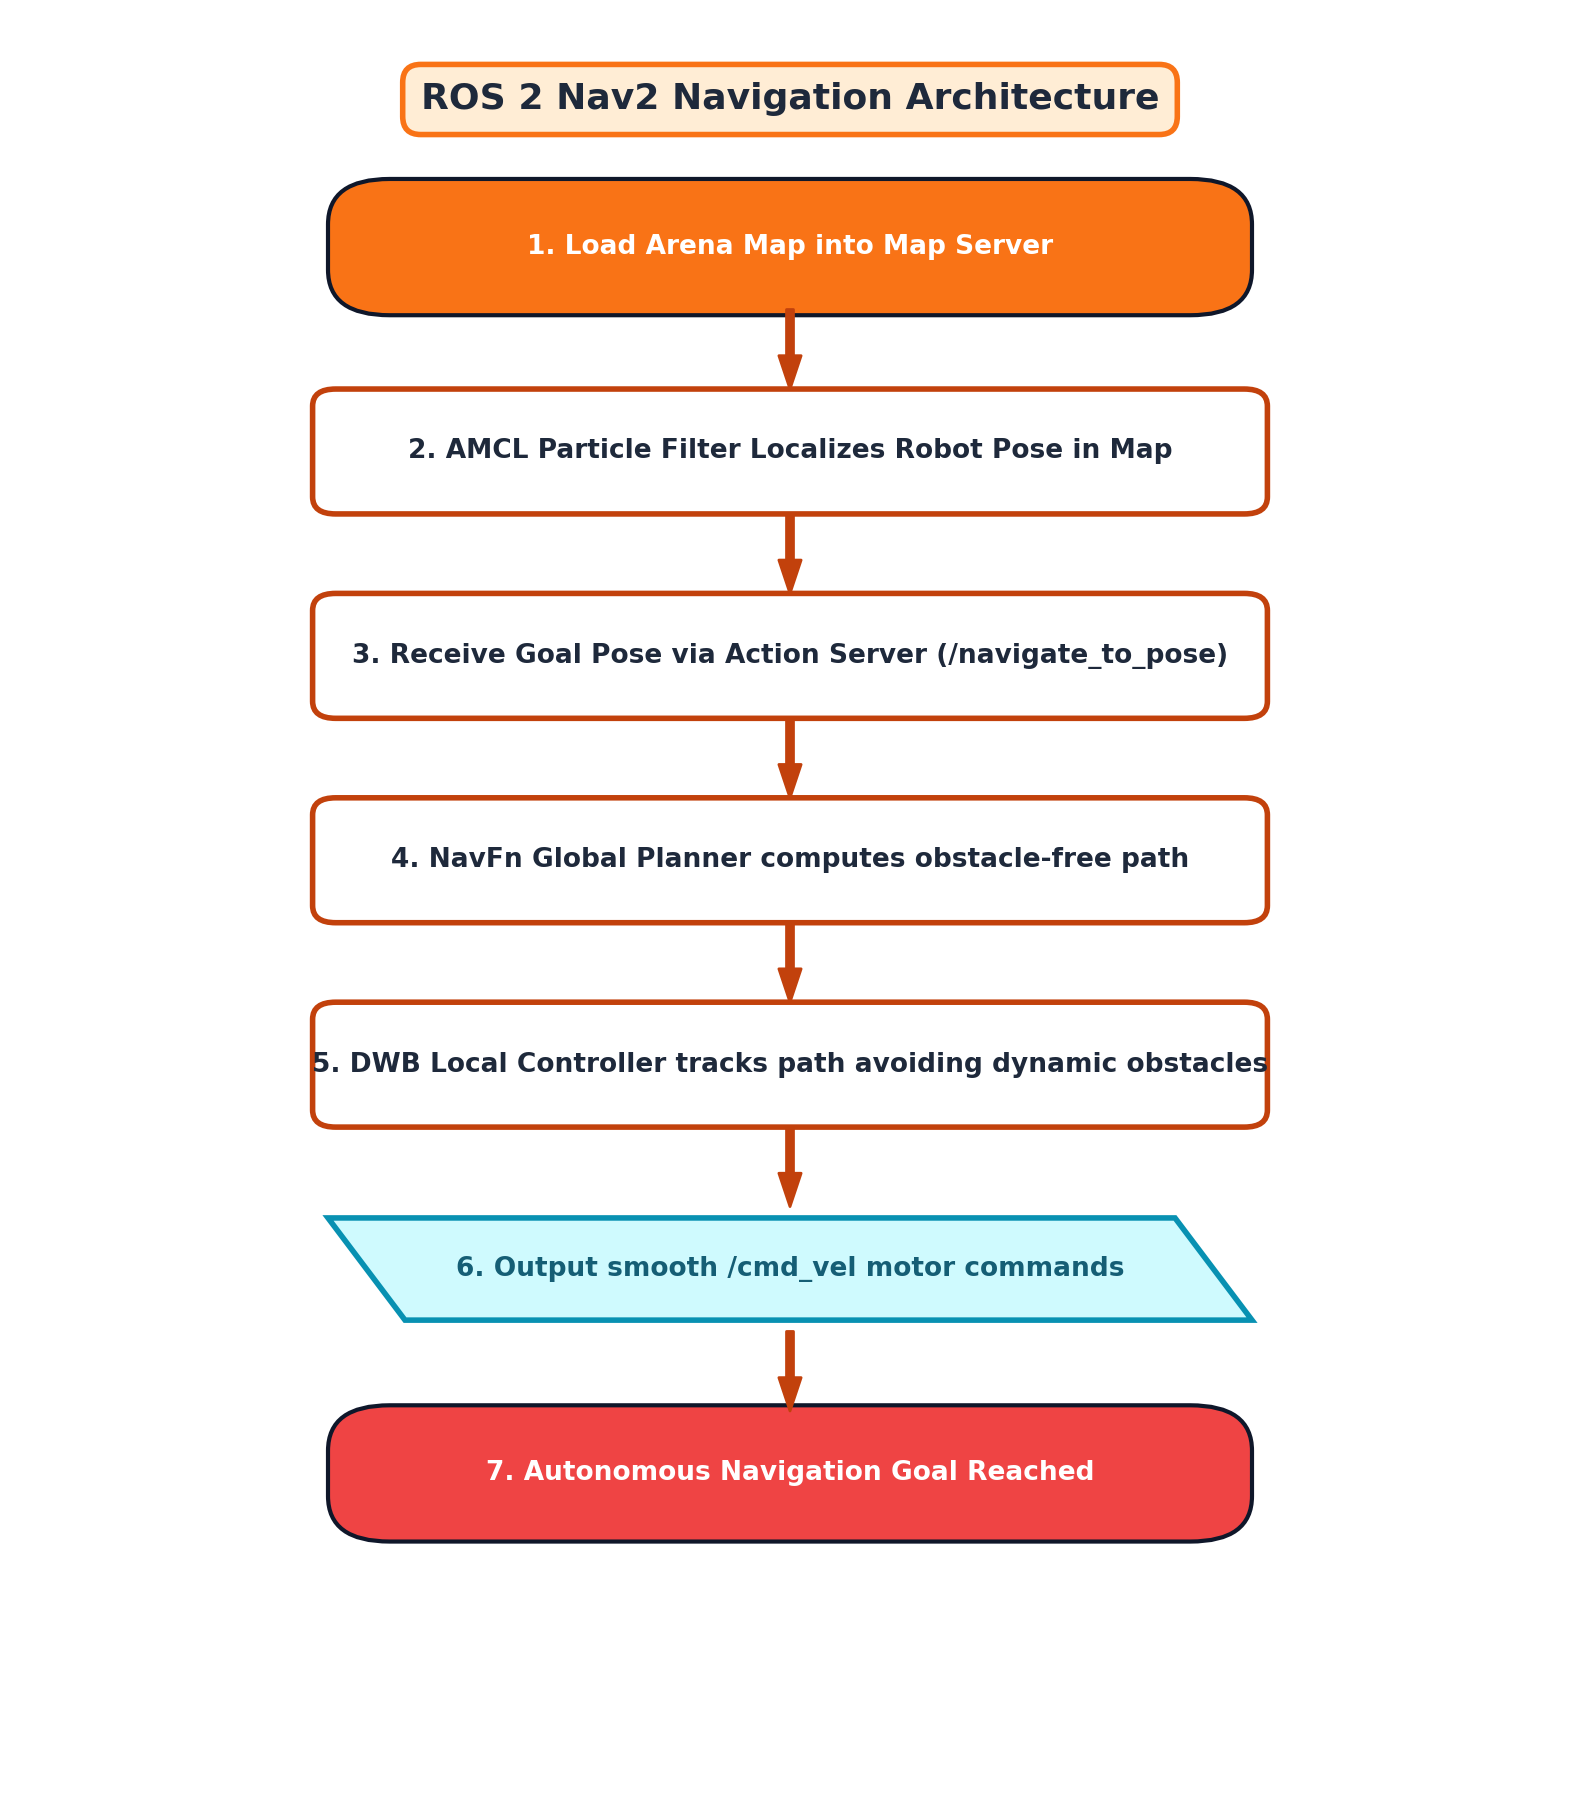 ROS 2 Nav2 Navigation Architecture
1. Load Arena Map into Map Server
2. AMCL Particle Filter Localizes Robot Pose in Map
3. Receive Goal Pose via Action Server (/navigate_to_pose)
4. NavFn Global Planner computes obstacle-free path
5. DWB Local Controller tracks path avoiding dynamic obstacles
6. Output smooth /cmd_vel motor commands
7. Autonomous Navigation Goal Reached